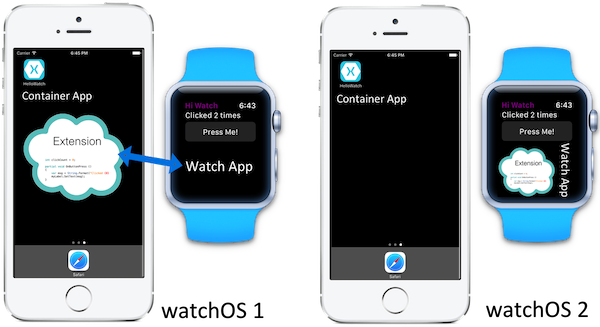 Carrier
6:45 PM
HelloWatch
Container App
Extension
Safari
6:43
Hi Watch
Clicked 2 times
Press Me!
Watch App
watchOS 1
Carrier
6:45 PM
HelloWatch
Container App
Safari
6:43
Hi Watch
Clicked 2 times
Press Me!
Watch App
watchOS 2